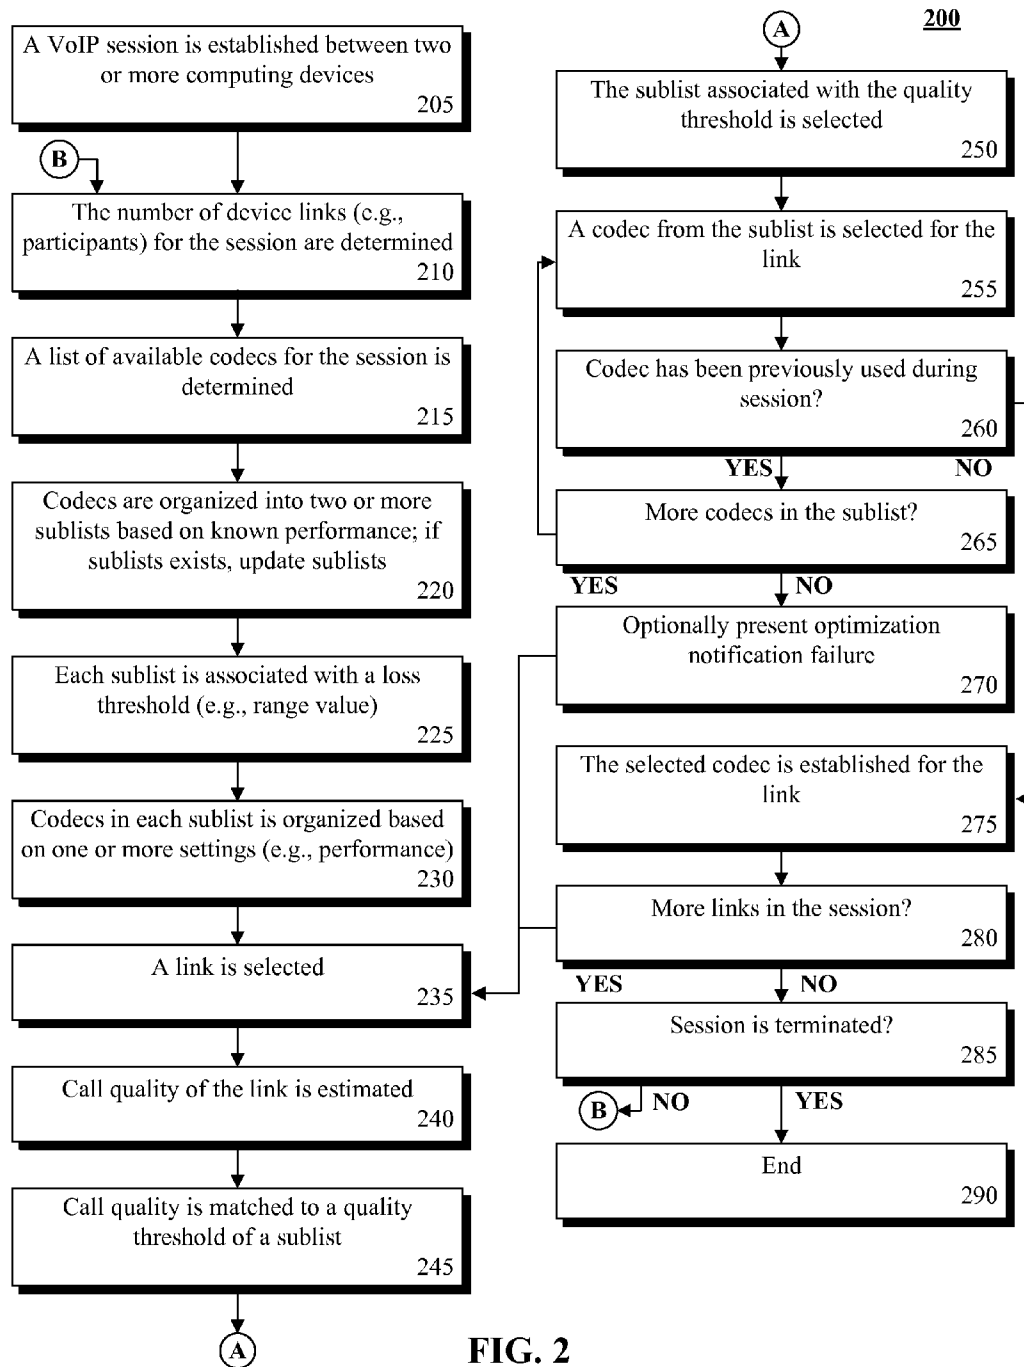 A VoIP session is established between two
or more computing devices
205
B
The number of device links (e.g.,
participants) for the session are determined
210
A list of available codecs for the session is
determined
215
Codecs are organized into two or more
sublists based on known performance; if
sublists exists, update sublists
220
Each sublist is associated with a loss
threshold (e.g., range value)
225
Codecs in each sublist is organized based
on one or more settings (e.g., performance)
230
A link is selected
235
Call quality of the link is estimated
240
Call quality is matched to a quality
threshold of a sublist
245
A
200
A
The sublist associated with the quality
threshold is selected
250
A codec from the sublist is selected for the
link
255
Codec has been previously used during
session?
260
YES NO
More codecs in the sublist?
265
YES NO
Optionally present optimization
notification failure
270
The selected codec is established for the
link
275
More links in the session?
280
YES NO
Session is terminated?
285
B NO YES
End
290
FIG. 2